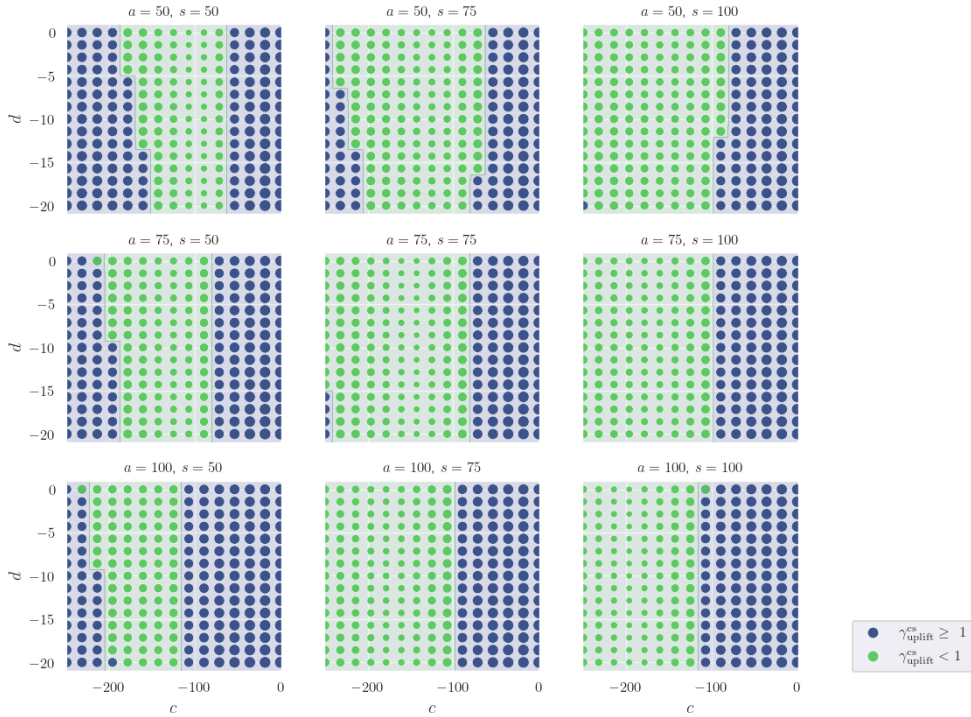 a = 50, s = 50
a = 50, s = 75
a = 50, s = 100
0
−5
−10
−15
−20
d
a = 75, s = 50
a = 75, s = 75
a = 75, s = 100
0
−5
−10
−15
−20
d
a = 100, s = 50
a = 100, s = 75
a = 100, s = 100
0
−5
−10
−15
−20
d
−200 −100 0
−200 −100 0
−200 −100 0
c
c
c
γ^cs_uplift ≥ 1
γ^cs_uplift < 1